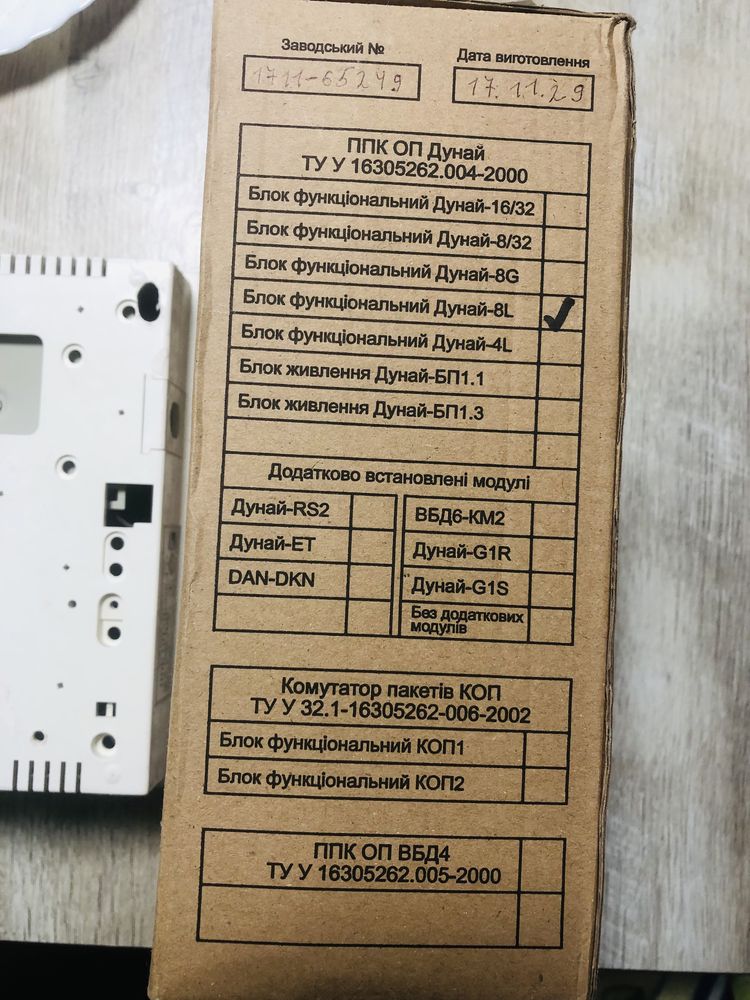 Заводський №
Дата виготовлення
1711-65249
17.11.29
ППК ОП Дунай
ТУ У 16305262.004-2000
Блок функціональний Дунай-16/32
Блок функціональний Дунай-8/32
Блок функціональний Дунай-8G
Блок функціональний Дунай-8L
Блок функціональний Дунай-4L
Блок живлення Дунай-БП1.1
Блок живлення Дунай-БП1.3
Додатково встановлені модулі
Дунай-RS2
ВБД6-КМ2
Дунай-ЕТ
Дунай-G1R
DAN-DKN
Дунай-G1S
Без додаткових
модулів
Комутатор пакетів КОП
ТУ У 32.1-16305262-006-2002
Блок функціональний КОП1
Блок функціональний КОП2
ППК ОП ВБД4
ТУ У 16305262.005-2000